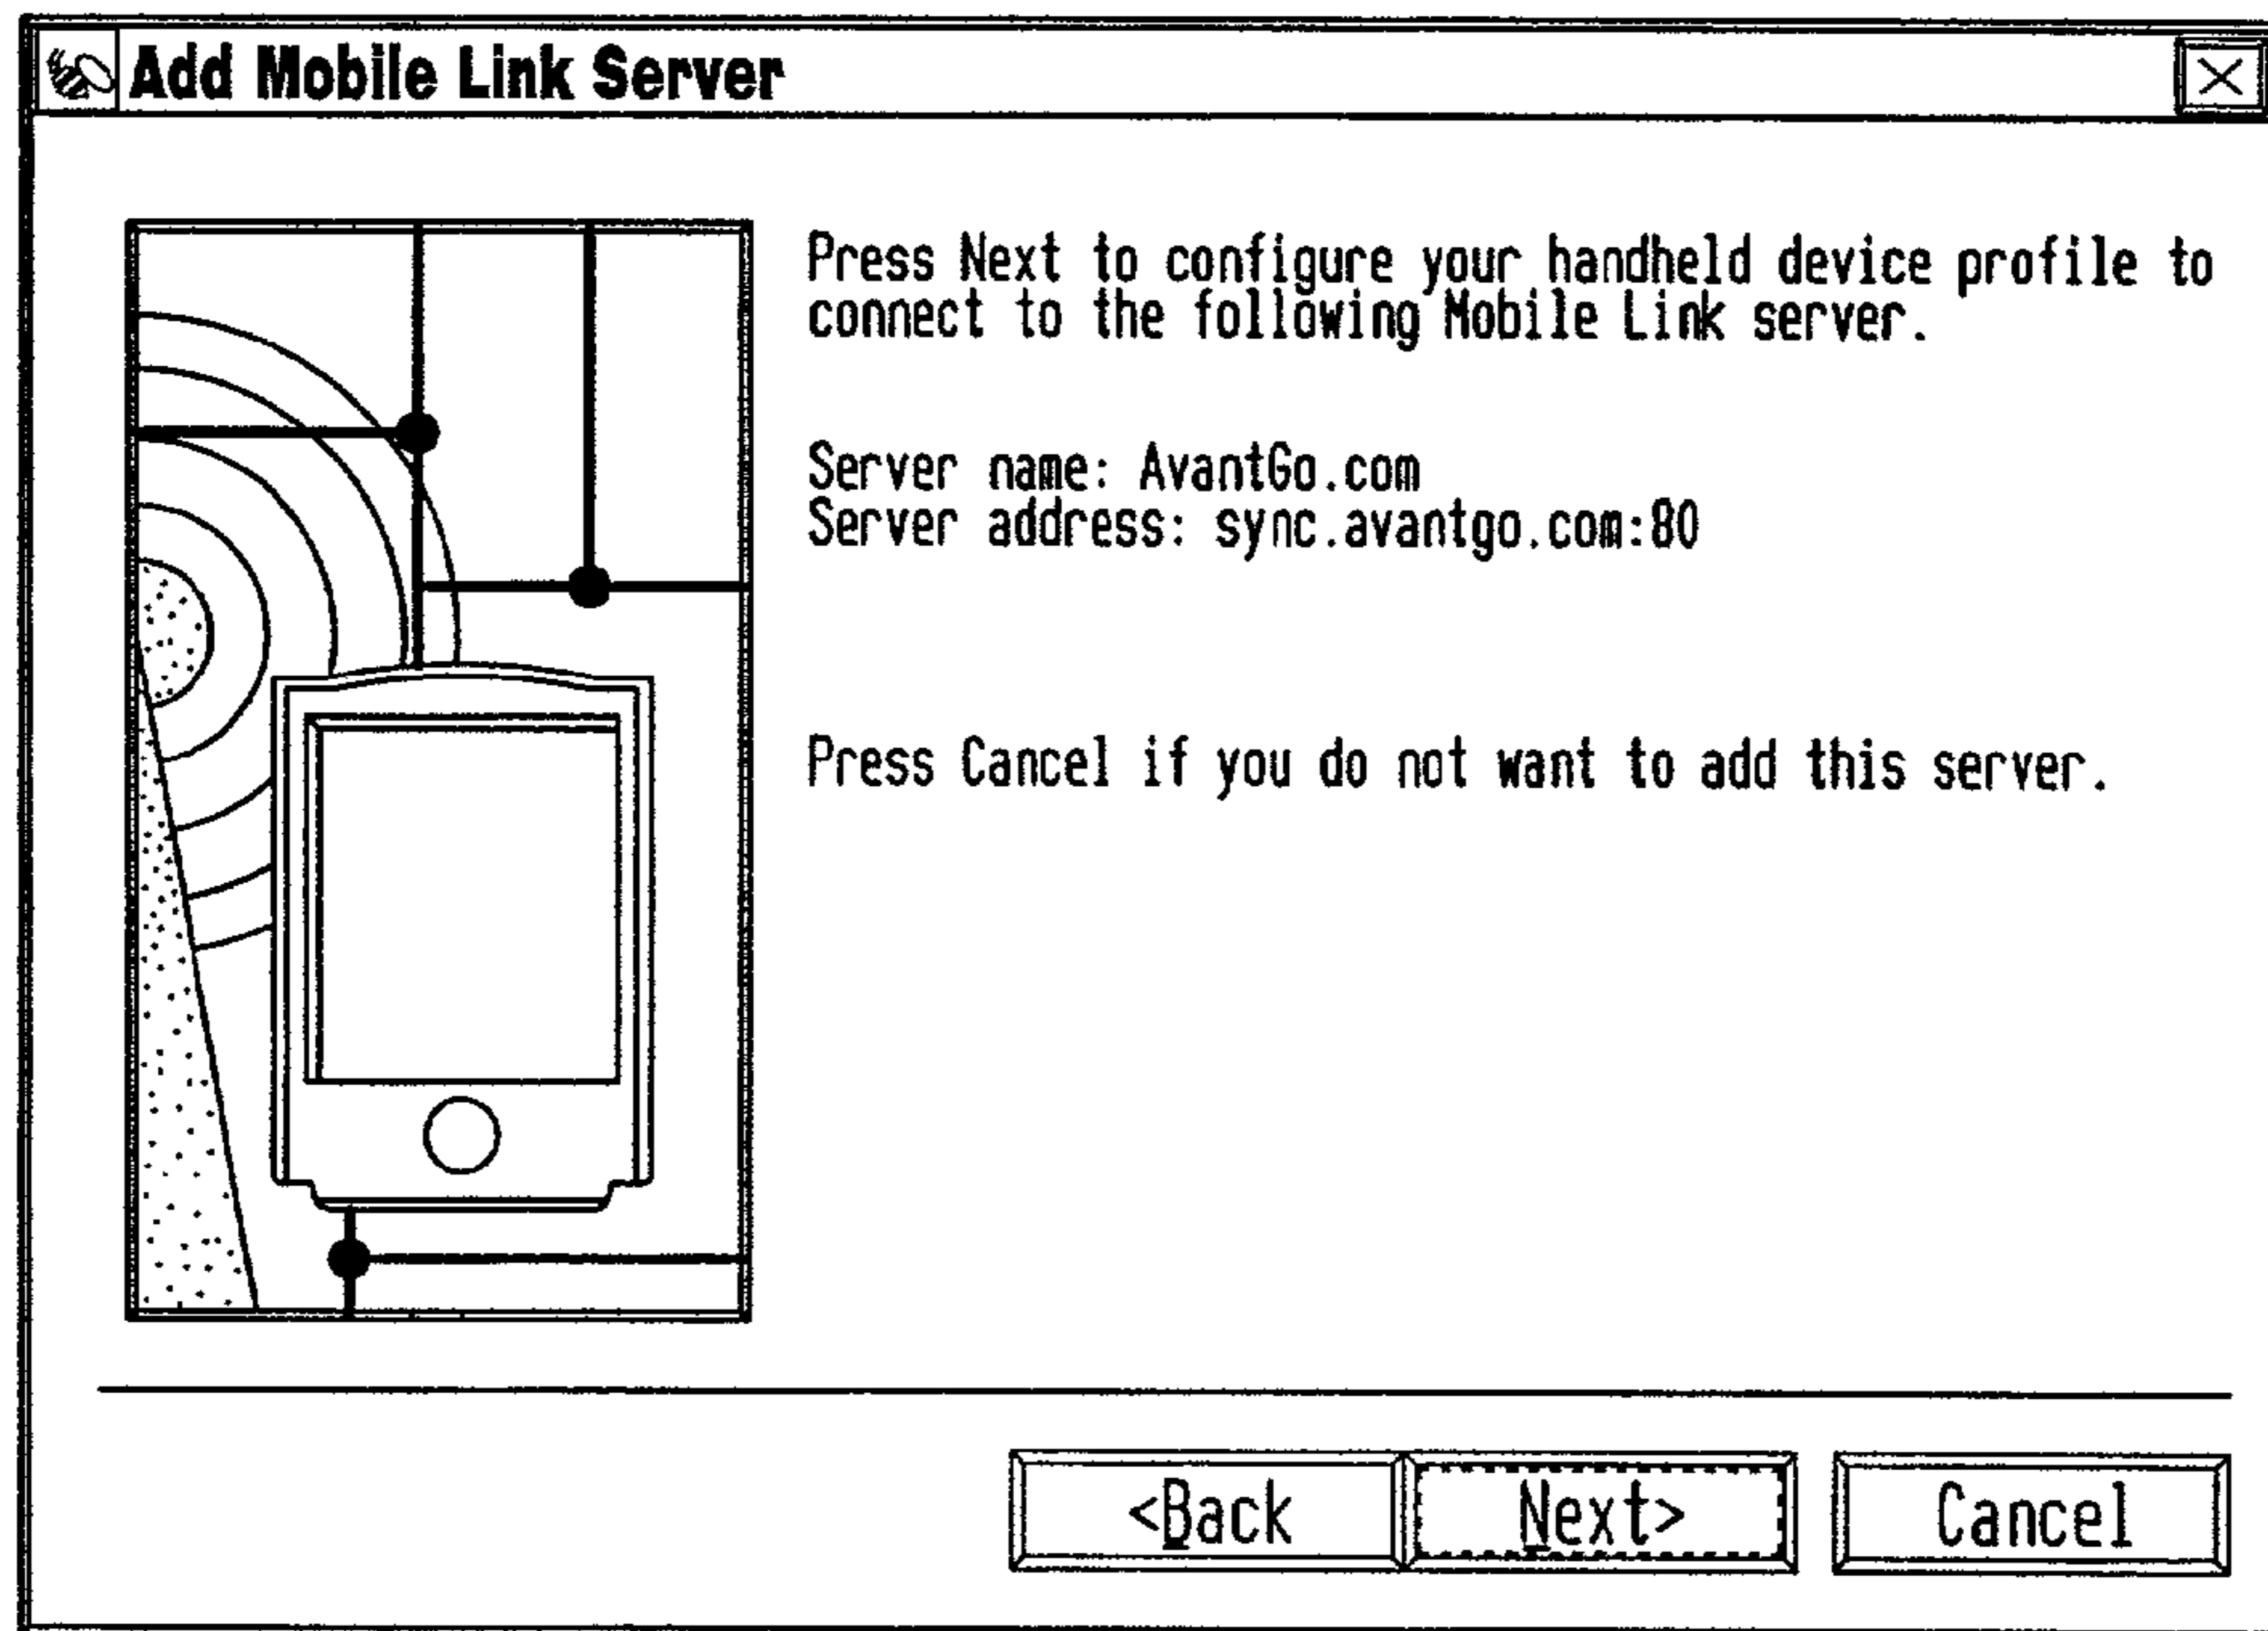 Add Mobile Link Server
Press Next to configure your handheld device profile to
connect to the following Mobile Link server.
Server name: AvantGo.com
Server address: sync.avantgo.com:80
Press Cancel if you do not want to add this server.
<Back Next> Cancel